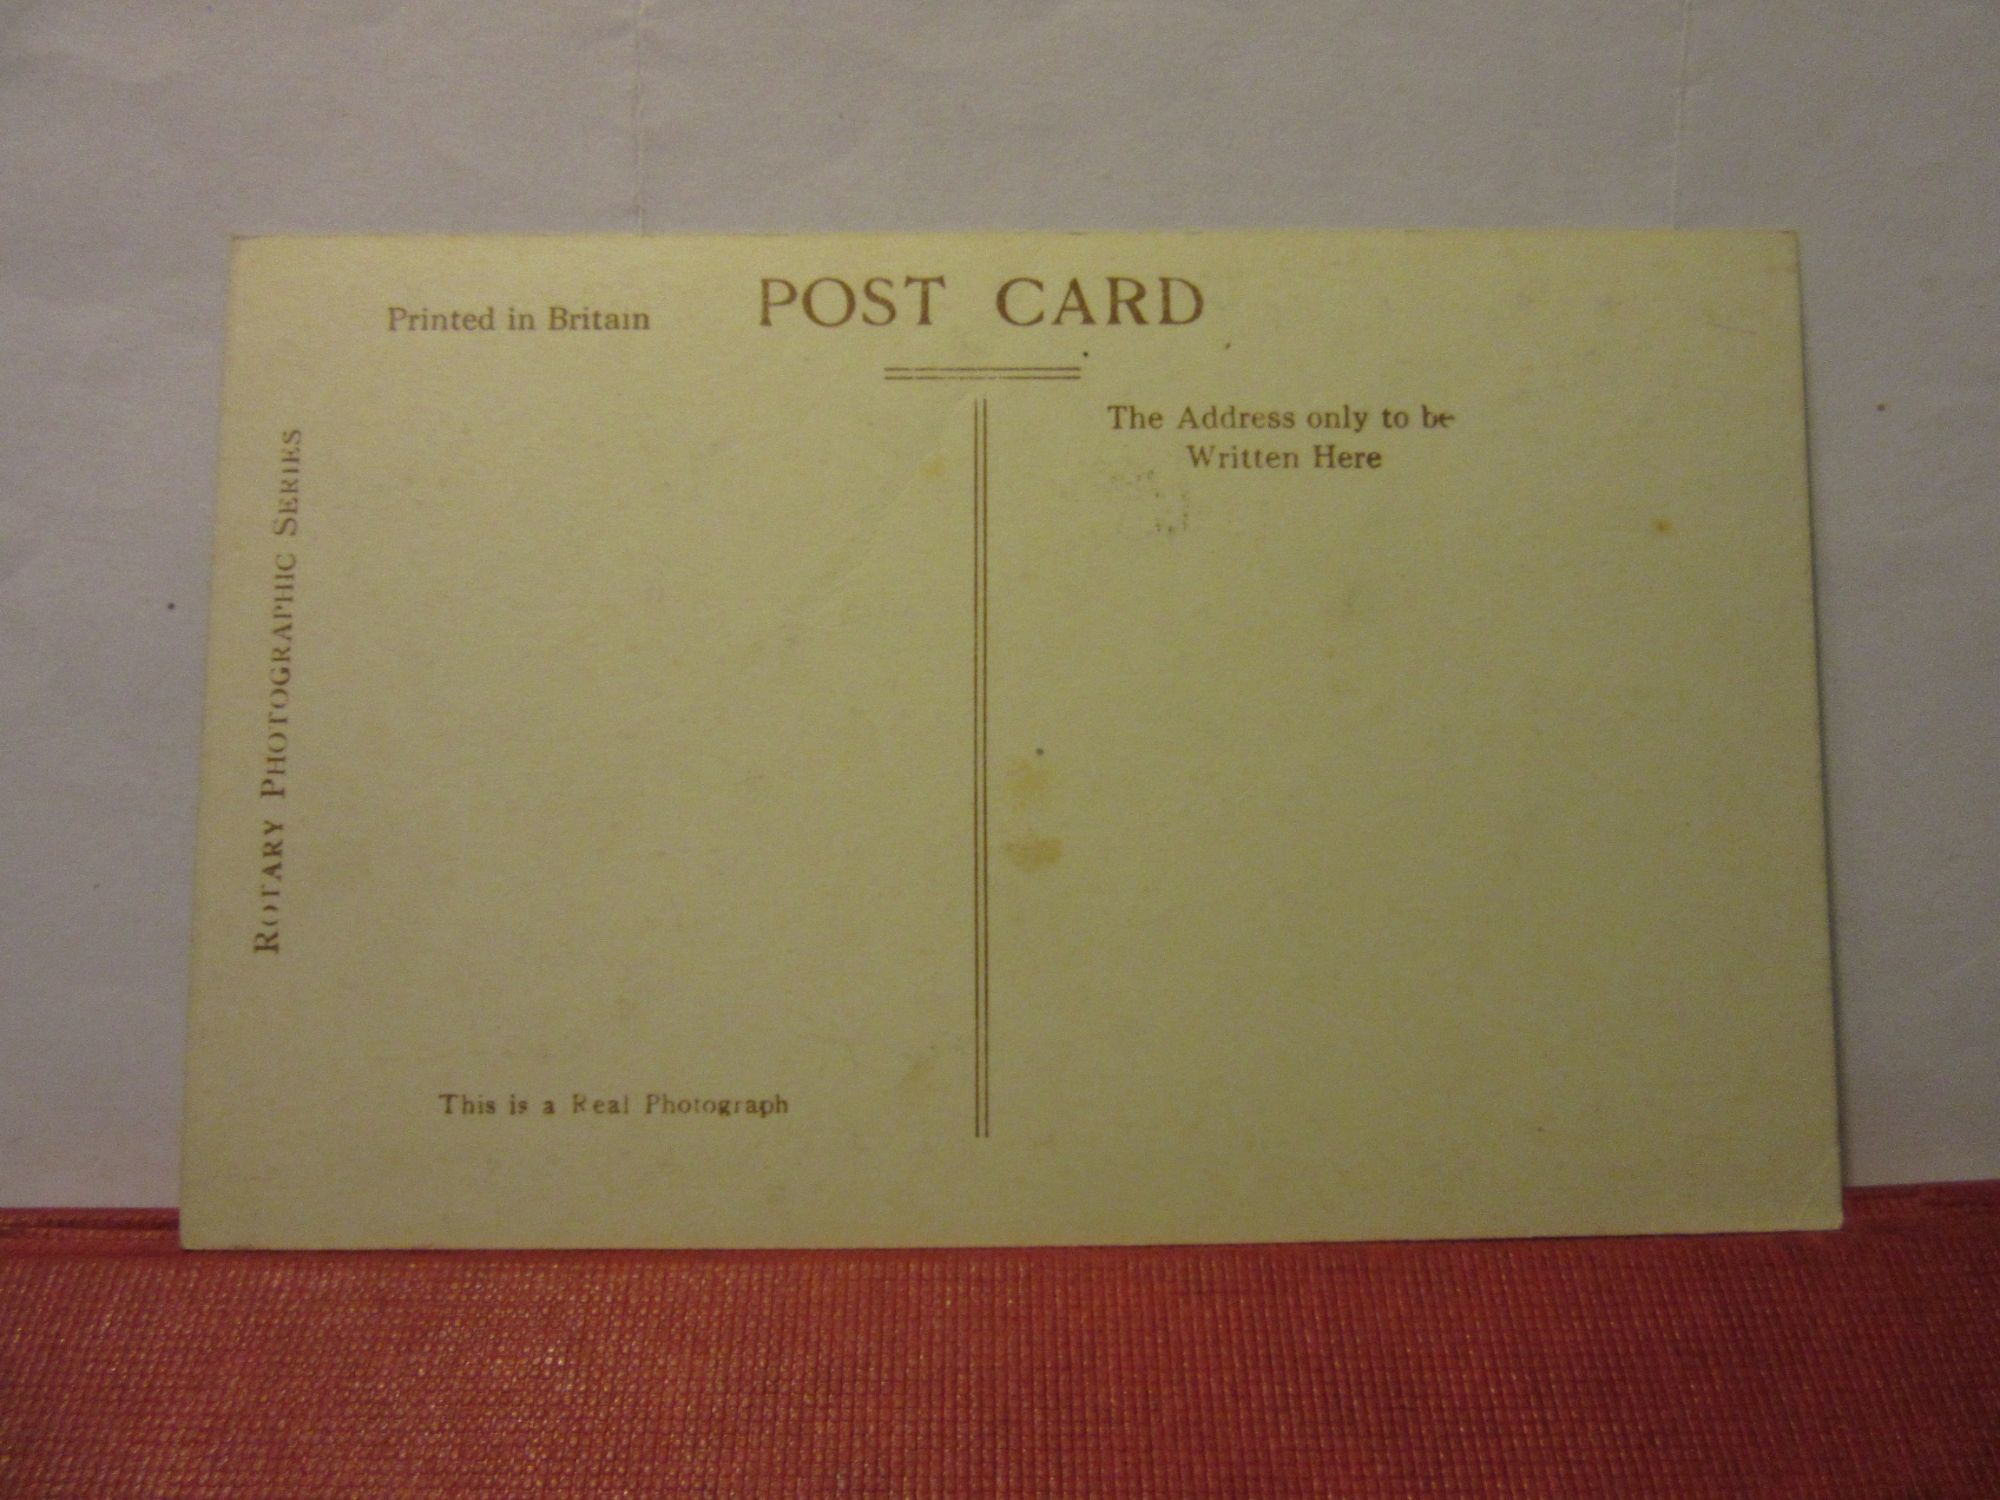 POST CARD
Printed in Britain
The Address only to be
Written Here
ROTARY PHOTOGRAPHIC SERIES
This is a Real Photograph